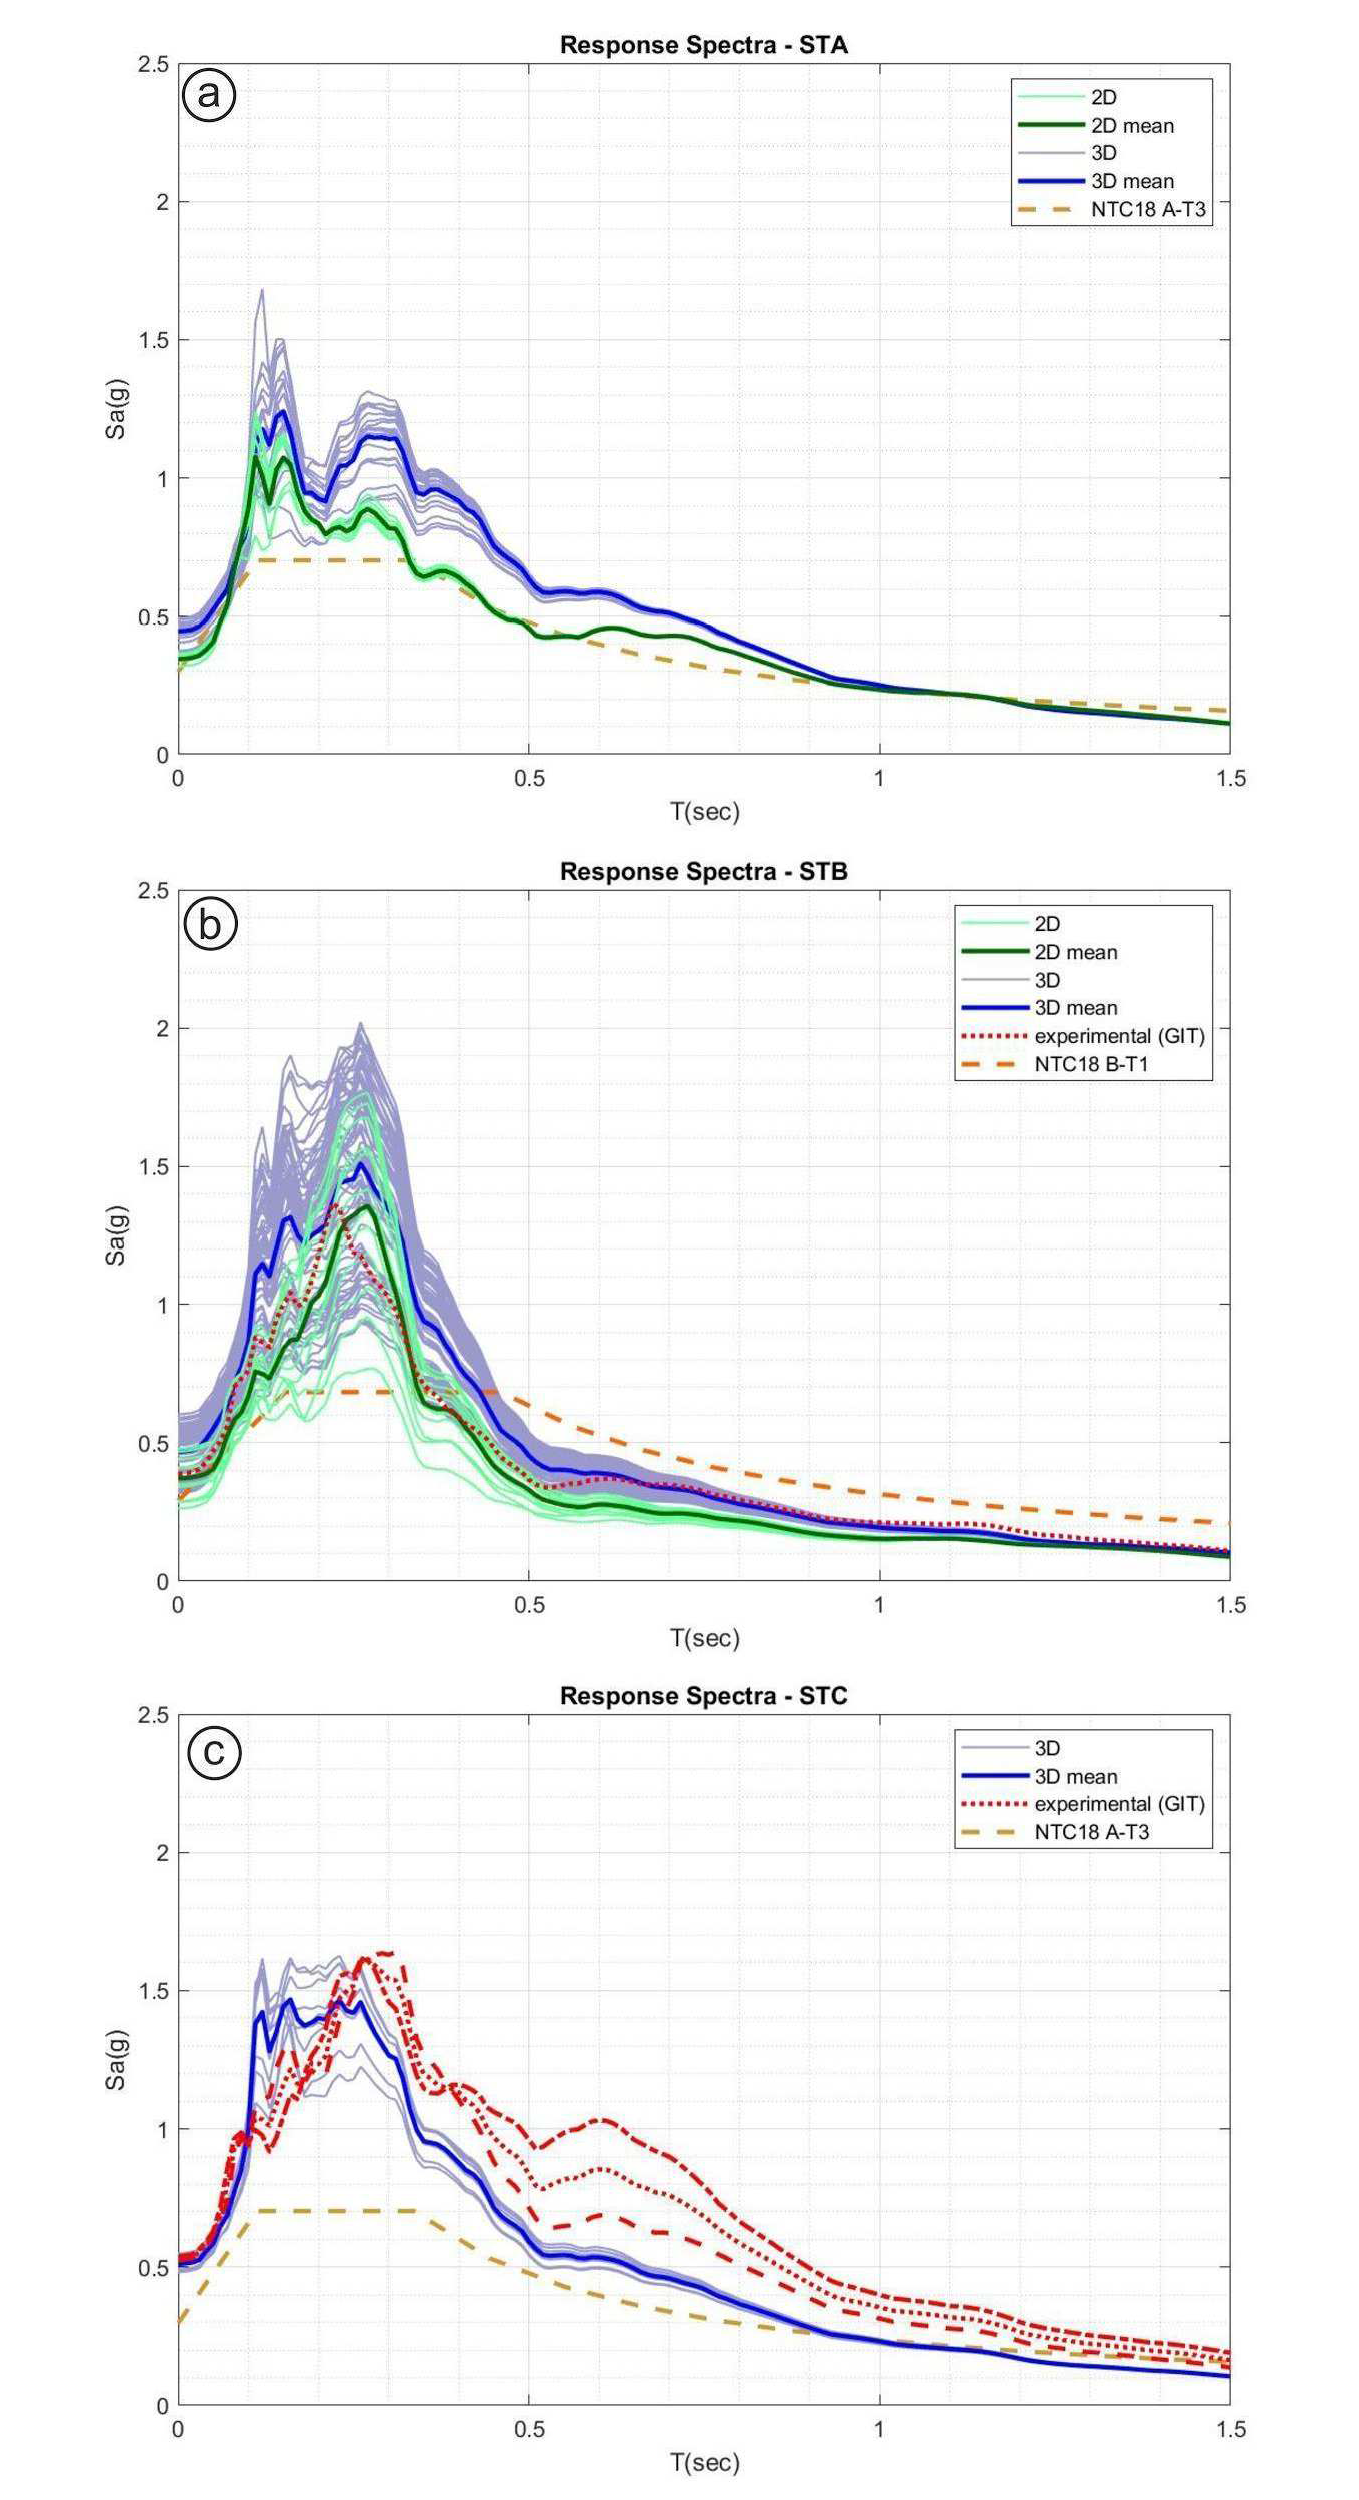 Response Spectra - STA
a
2D
2D mean
3D
3D mean
NTC18 A-T3
2.5
2
1.5
1
0.5
0
Sa(g)
0 0.5 1 1.5
T(sec)
Response Spectra - STB
b
2D
2D mean
3D
3D mean
experimental (GIT)
NTC18 B-T1
2.5
2
1.5
1
0.5
0
Sa(g)
0 0.5 1 1.5
T(sec)
Response Spectra - STC
c
3D
3D mean
experimental (GIT)
NTC18 A-T3
2.5
2
1.5
1
0.5
0
Sa(g)
0 0.5 1 1.5
T(sec)